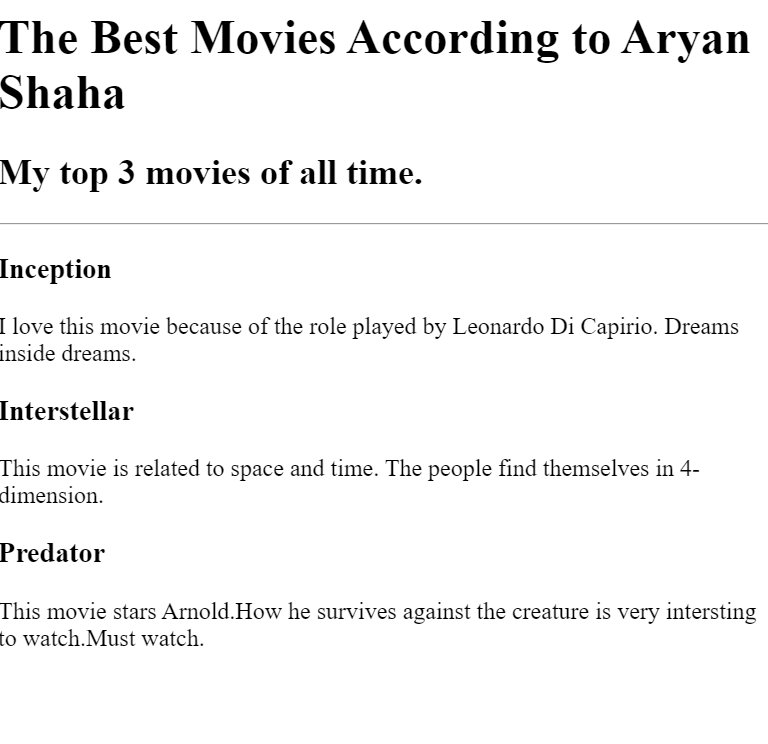 The Best Movies According to Aryan
Shaha
My top 3 movies of all time.
Inception
I love this movie because of the role played by Leonardo Di Capirio. Dreams
inside dreams.
Interstellar
This movie is related to space and time. The people find themselves in 4-
dimension.
Predator
This movie stars Arnold.How he survives against the creature is very intersting
to watch.Must watch.